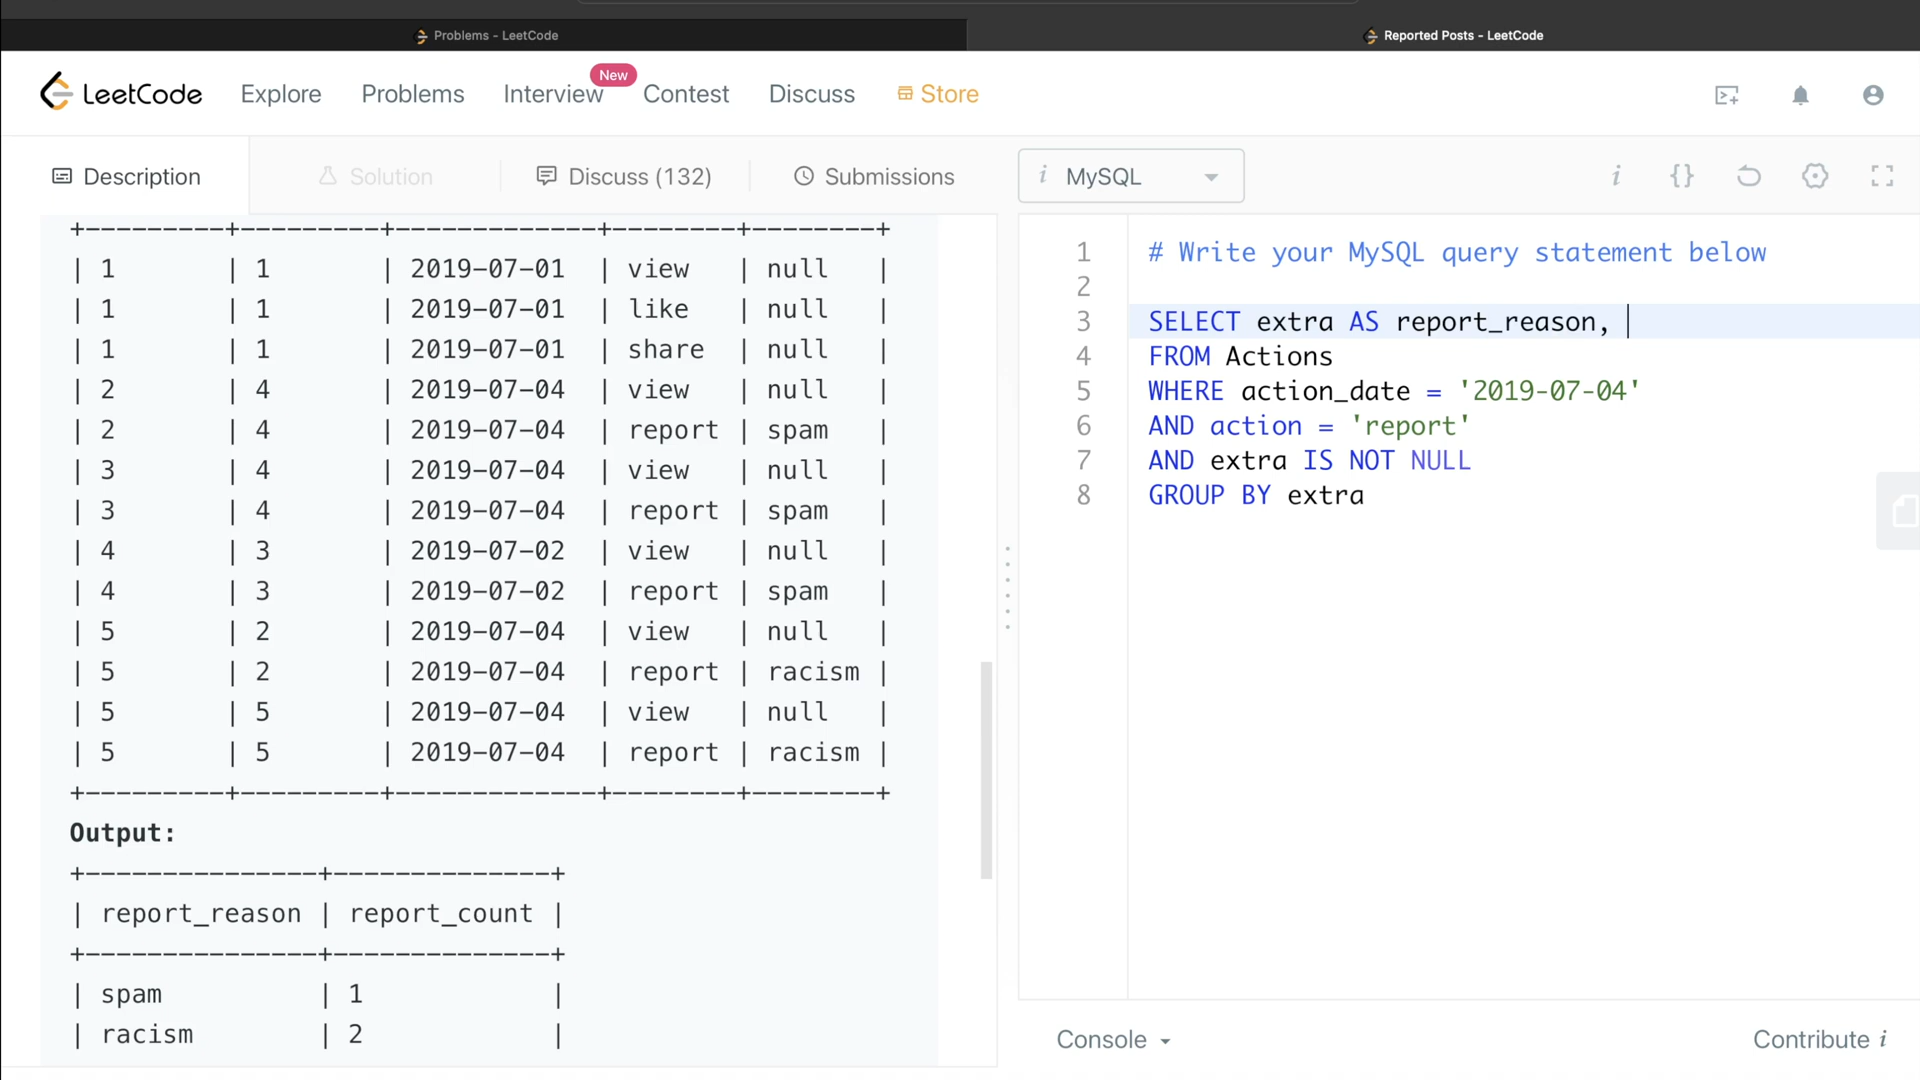 Problems - LeetCode
Reported Posts - LeetCode
LeetCode Explore Problems Interview New Contest Discuss Store
Description Solution Discuss (132) Submissions
i MySQL
i {}
+---------+---------+-------------+--------+--------+
| 1       | 1       | 2019-07-01  | view   | null   |
| 1       | 1       | 2019-07-01  | like   | null   |
| 1       | 1       | 2019-07-01  | share  | null   |
| 2       | 4       | 2019-07-04  | view   | null   |
| 2       | 4       | 2019-07-04  | report | spam   |
| 3       | 4       | 2019-07-04  | view   | null   |
| 3       | 4       | 2019-07-04  | report | spam   |
| 4       | 3       | 2019-07-02  | view   | null   |
| 4       | 3       | 2019-07-02  | report | spam   |
| 5       | 2       | 2019-07-04  | view   | null   |
| 5       | 2       | 2019-07-04  | report | racism |
| 5       | 5       | 2019-07-04  | view   | null   |
| 5       | 5       | 2019-07-04  | report | racism |
+---------+---------+-------------+--------+--------+
Output:
+---------------+--------------+
| report_reason | report_count |
+---------------+--------------+
| spam          | 1            |
| racism        | 2            |
1 # Write your MySQL query statement below
2
3 SELECT extra AS report_reason,
4 FROM Actions
5 WHERE action_date = '2019-07-04'
6 AND action = 'report'
7 AND extra IS NOT NULL
8 GROUP BY extra
Console
Contribute i